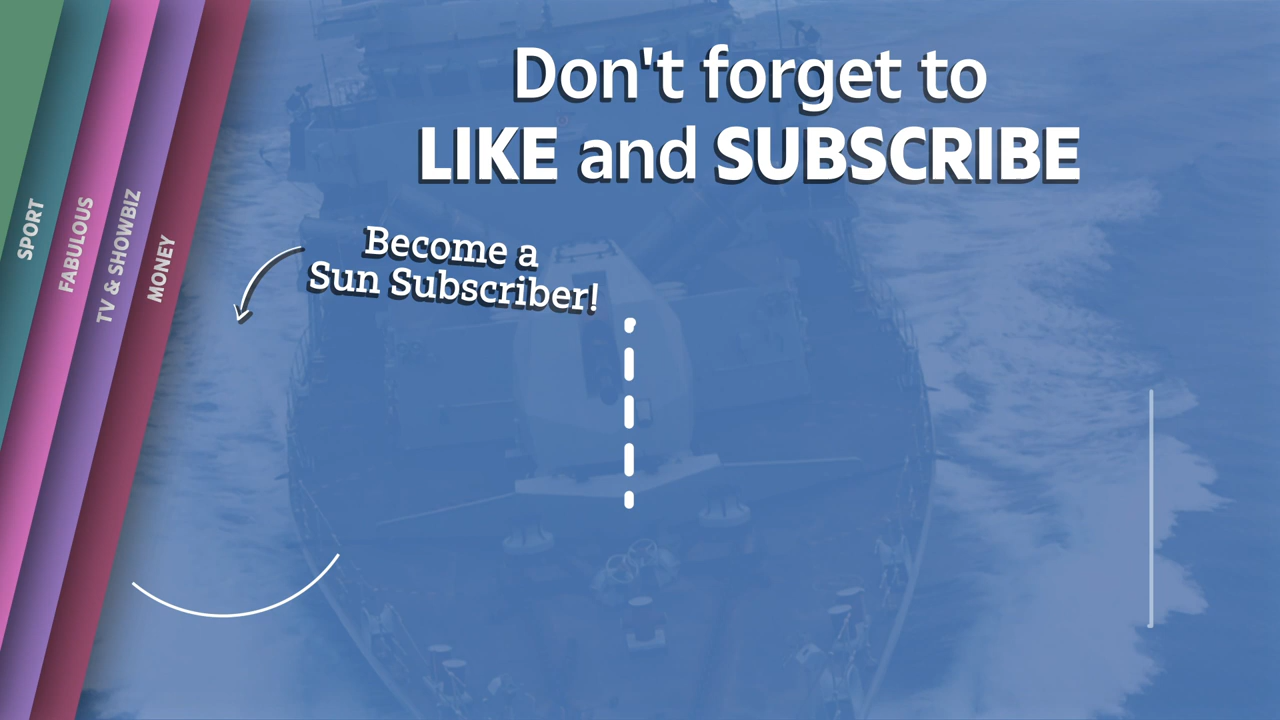 Don't forget to
LIKE and SUBSCRIBE
Become a
Sun Subscriber!
SPORT
FABULOUS
TV & SHOWBIZ
MONEY